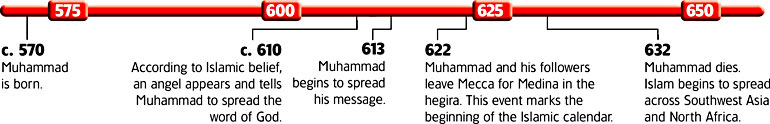 575
600
625
650
c. 570
Muhammad
is born.
c. 610
According to Islamic belief,
an angel appears and tells
Muhammad to spread the
word of God.
613
Muhammad
begins to spread
his message.
622
Muhammad and his followers
leave Mecca for Medina in the
hegira. This event marks the
beginning of the Islamic calendar.
632
Muhammad dies.
Islam begins to spread
across Southwest Asia
and North Africa.